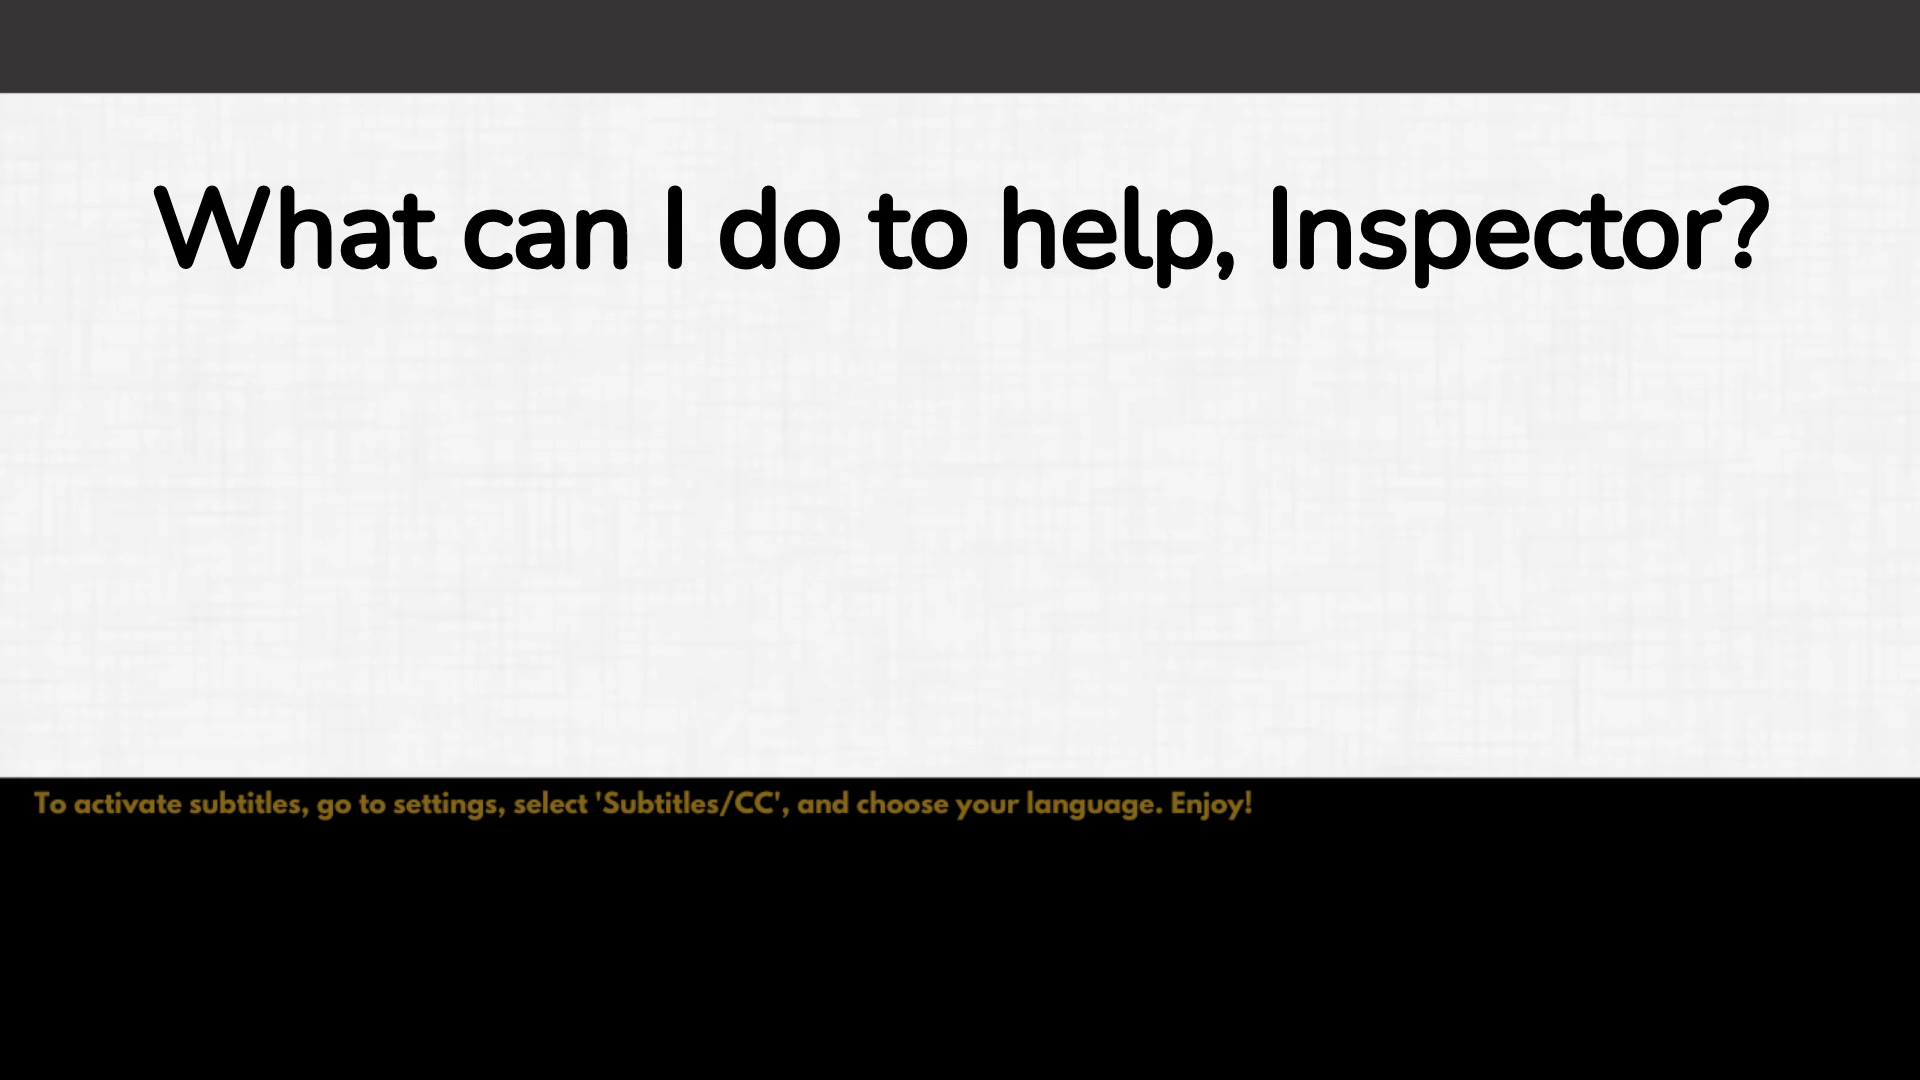 What can I do to help, Inspector?
To activate subtitles, go to settings, select 'Subtitles/CC', and choose your language. Enjoy!